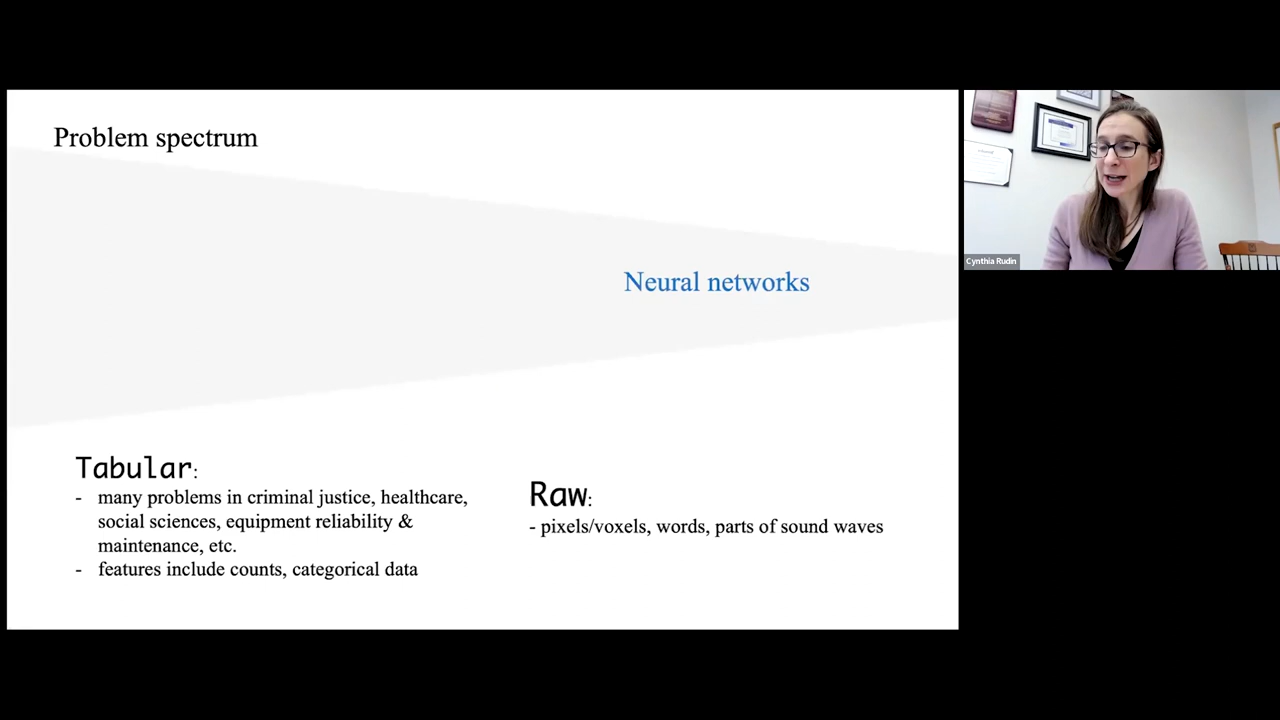 Problem spectrum
Neural networks
Tabular:
- many problems in criminal justice, healthcare,
social sciences, equipment reliability &
maintenance, etc.
- features include counts, categorical data
Raw:
- pixels/voxels, words, parts of sound waves
Cynthia Rudin